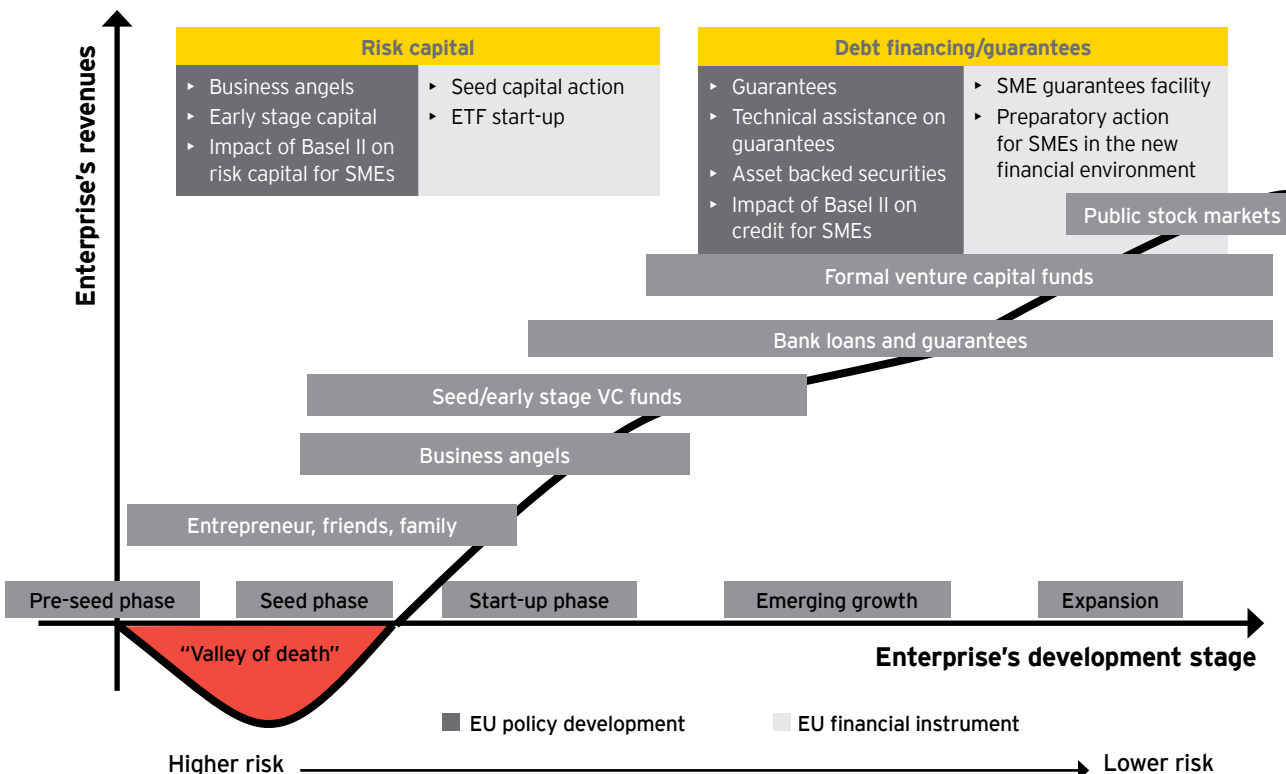 Enterprise's revenues
Risk capital
▸ Business angels
▸ Early stage capital
▸ Impact of Basel II on
risk capital for SMEs
▸ Seed capital action
▸ ETF start-up
Debt financing/guarantees
▸ Guarantees
▸ Technical assistance on
guarantees
▸ Asset backed securities
▸ Impact of Basel II on
credit for SMEs
▸ SME guarantees facility
▸ Preparatory action
for SMEs in the new
financial environment
Public stock markets
Formal venture capital funds
Bank loans and guarantees
Seed/early stage VC funds
Business angels
Entrepreneur, friends, family
Pre-seed phase
Seed phase
Start-up phase
Emerging growth
Expansion
"Valley of death"
Enterprise's development stage
EU policy development
EU financial instrument
Higher risk
Lower risk